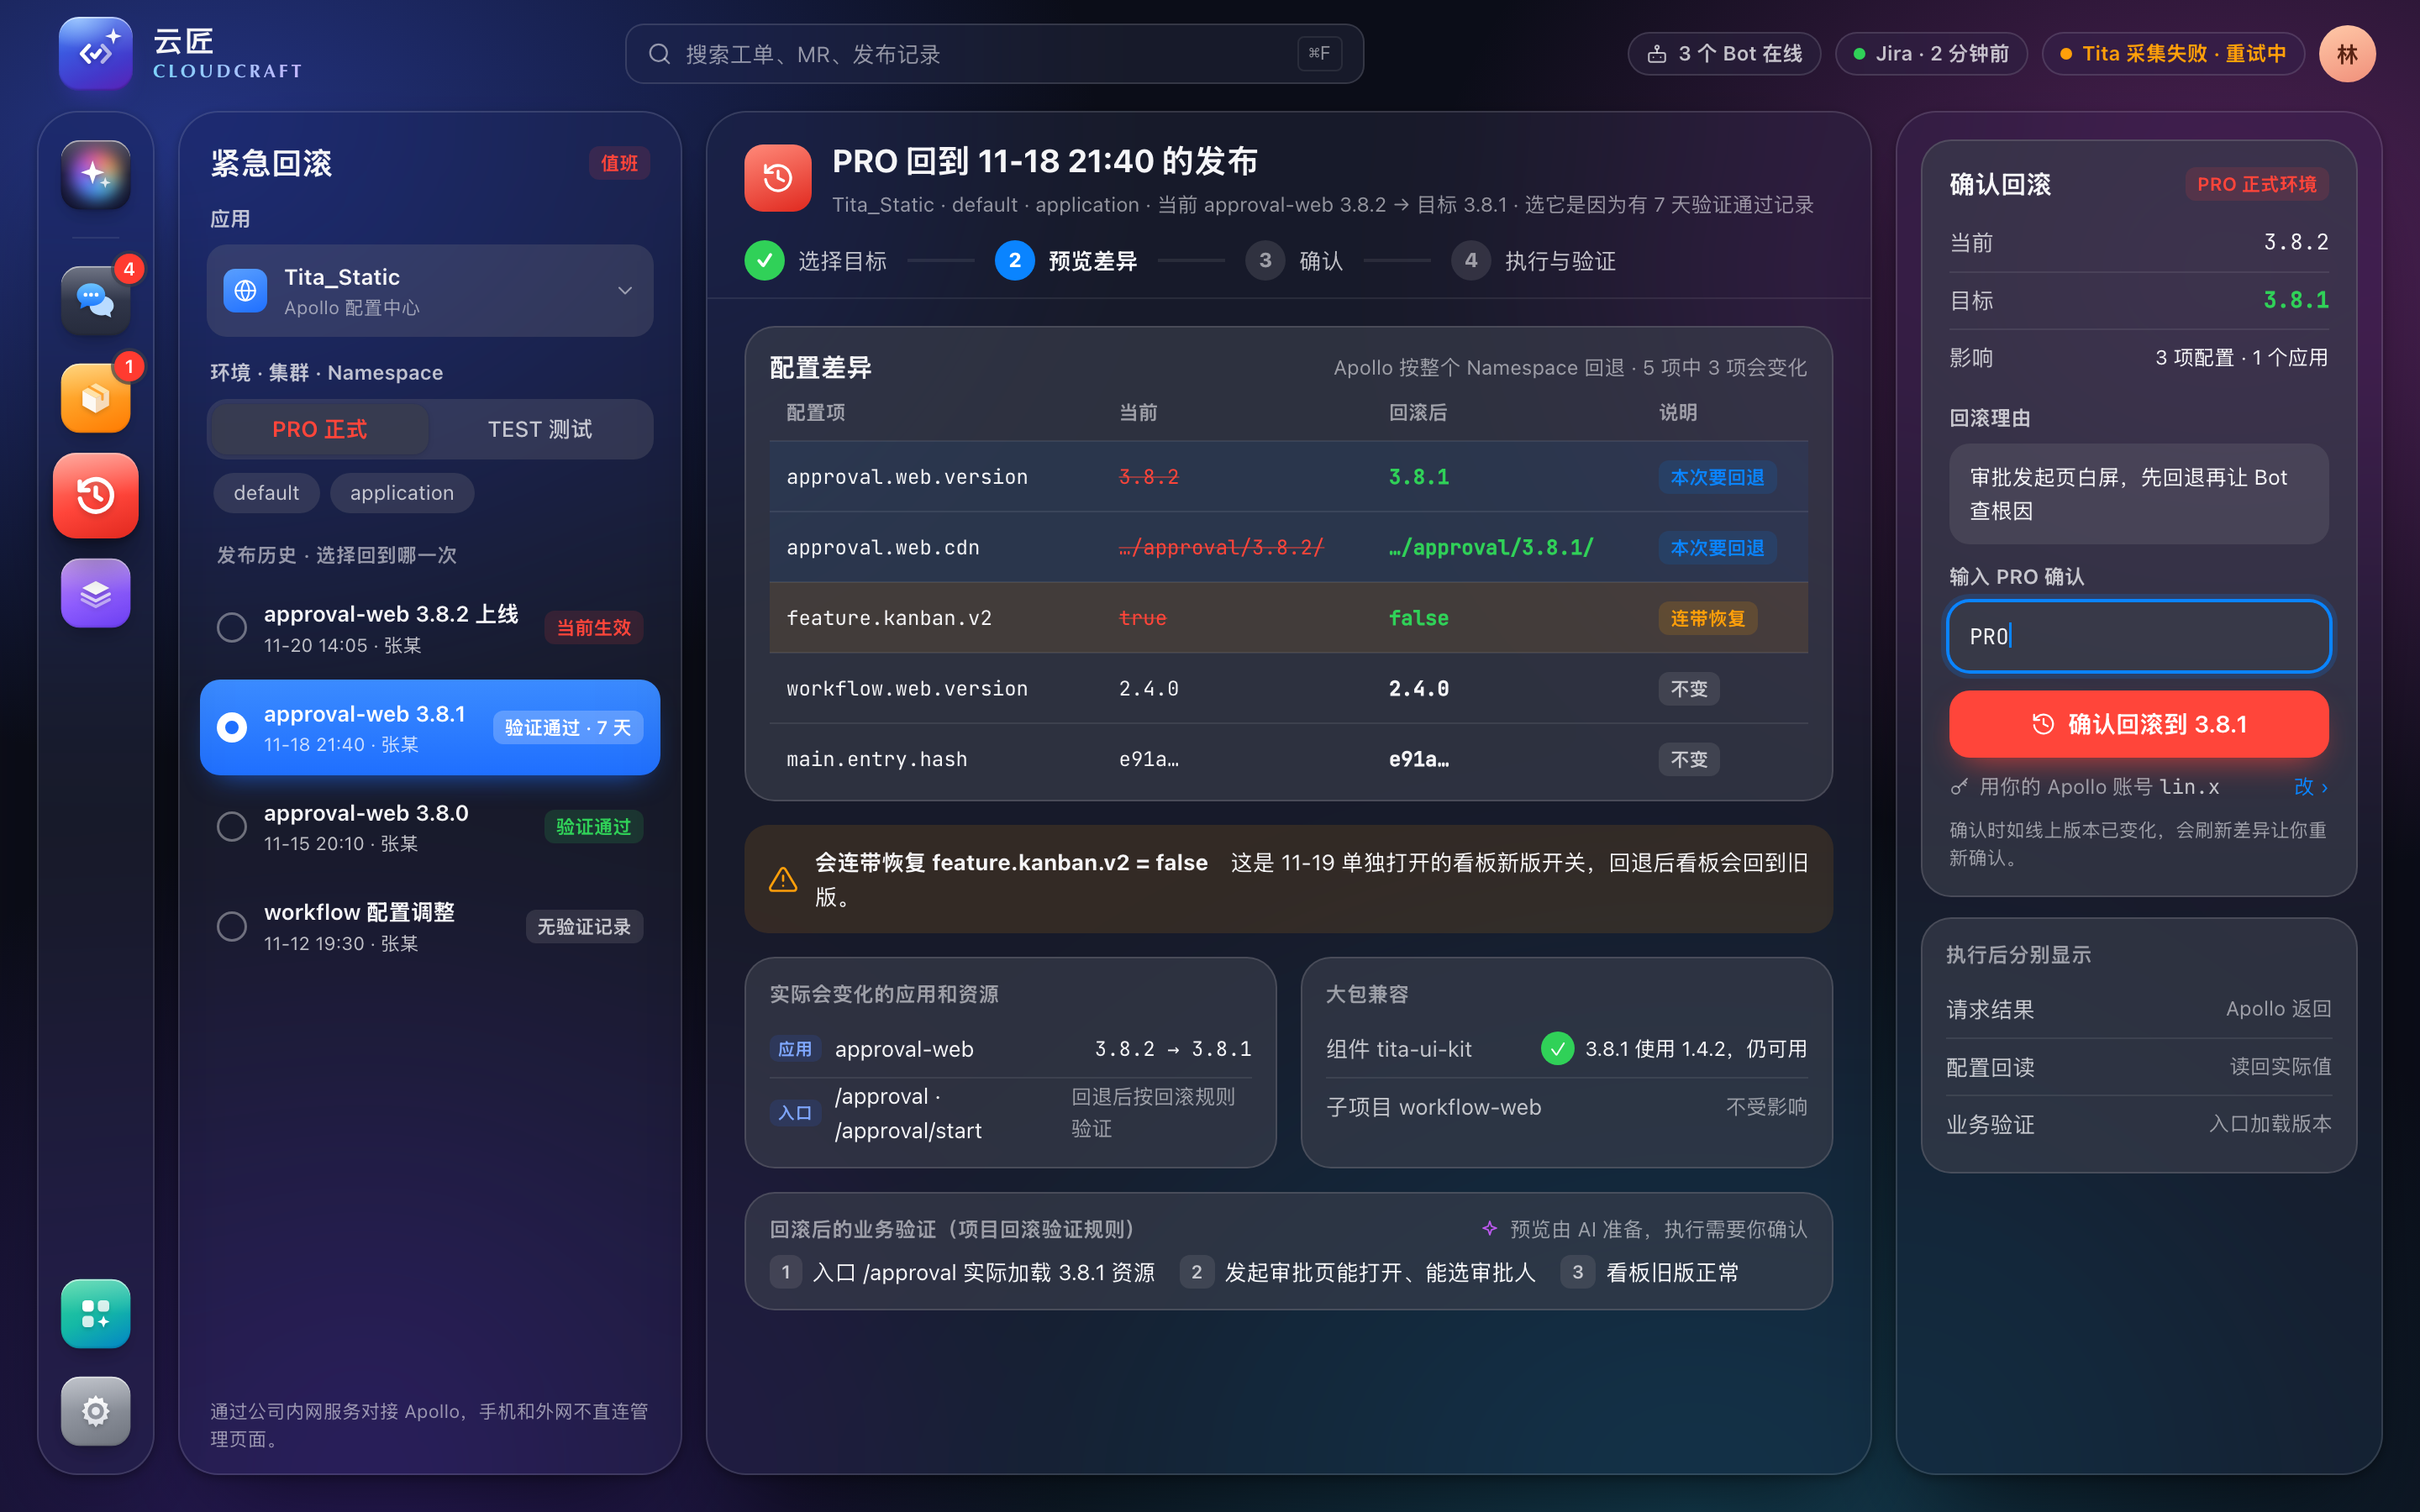 云匠
CLOUDCRAFT
搜索工单、MR、发布记录
⌘F
3 个 Bot 在线
Jira · 2 分钟前
Tita 采集失败 · 重试中
林
4
1
紧急回滚
值班
应用
Tita_Static
Apollo 配置中心
环境 · 集群 · Namespace
PRO 正式
TEST 测试
default
application
发布历史 · 选择回到哪一次
approval-web 3.8.2 上线
11-20 14:05 · 张某
当前生效
approval-web 3.8.1
11-18 21:40 · 张某
验证通过 · 7 天
approval-web 3.8.0
11-15 20:10 · 张某
验证通过
workflow 配置调整
11-12 19:30 · 张某
无验证记录
通过公司内网服务对接 Apollo，手机和外网不直连管
理页面。
PRO 回到 11-18 21:40 的发布
Tita_Static · default · application · 当前 approval-web 3.8.2 → 目标 3.8.1 · 选它是因为有 7 天验证通过记录
选择目标
2 预览差异
3 确认
4 执行与验证
配置差异
Apollo 按整个 Namespace 回退 · 5 项中 3 项会变化
配置项 当前 回滚后 说明
approval.web.version 3.8.2 3.8.1 本次要回退
approval.web.cdn …/approval/3.8.2/ …/approval/3.8.1/ 本次要回退
feature.kanban.v2 true false 连带恢复
workflow.web.version 2.4.0 2.4.0 不变
main.entry.hash e91a… e91a… 不变
会连带恢复 feature.kanban.v2 = false 这是 11-19 单独打开的看板新版开关，回退后看板会回到旧
版。
实际会变化的应用和资源
应用 approval-web 3.8.2 → 3.8.1
入口 /approval ·
/approval/start
回退后按回滚规则
验证
大包兼容
组件 tita-ui-kit 3.8.1 使用 1.4.2，仍可用
子项目 workflow-web 不受影响
回滚后的业务验证（项目回滚验证规则）
预览由 AI 准备，执行需要你确认
1 入口 /approval 实际加载 3.8.1 资源
2 发起审批页能打开、能选审批人
3 看板旧版正常
确认回滚
PRO 正式环境
当前 3.8.2
目标 3.8.1
影响 3 项配置 · 1 个应用
回滚理由
审批发起页白屏，先回退再让 Bot
查根因
输入 PRO 确认
PRO
确认回滚到 3.8.1
用你的 Apollo 账号 lin.x
改 ›
确认时如线上版本已变化，会刷新差异让你重
新确认。
执行后分别显示
请求结果 Apollo 返回
配置回读 读回实际值
业务验证 入口加载版本